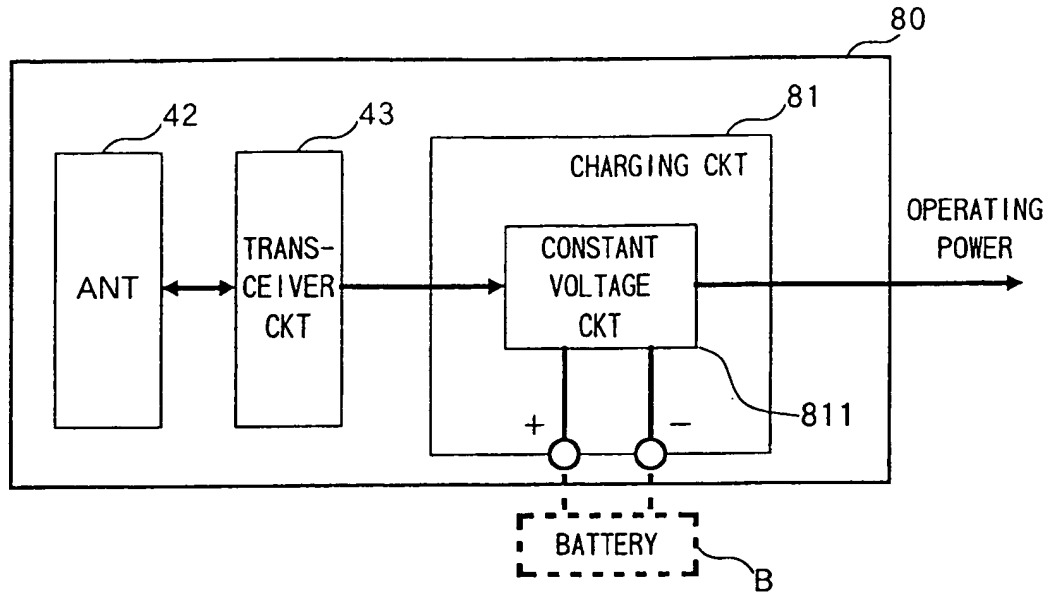 80
42
43
81
CHARGING CKT
OPERATING
POWER
ANT
TRANS-
CEIVER
CKT
CONSTANT
VOLTAGE
CKT
811
+
-
BATTERY
B